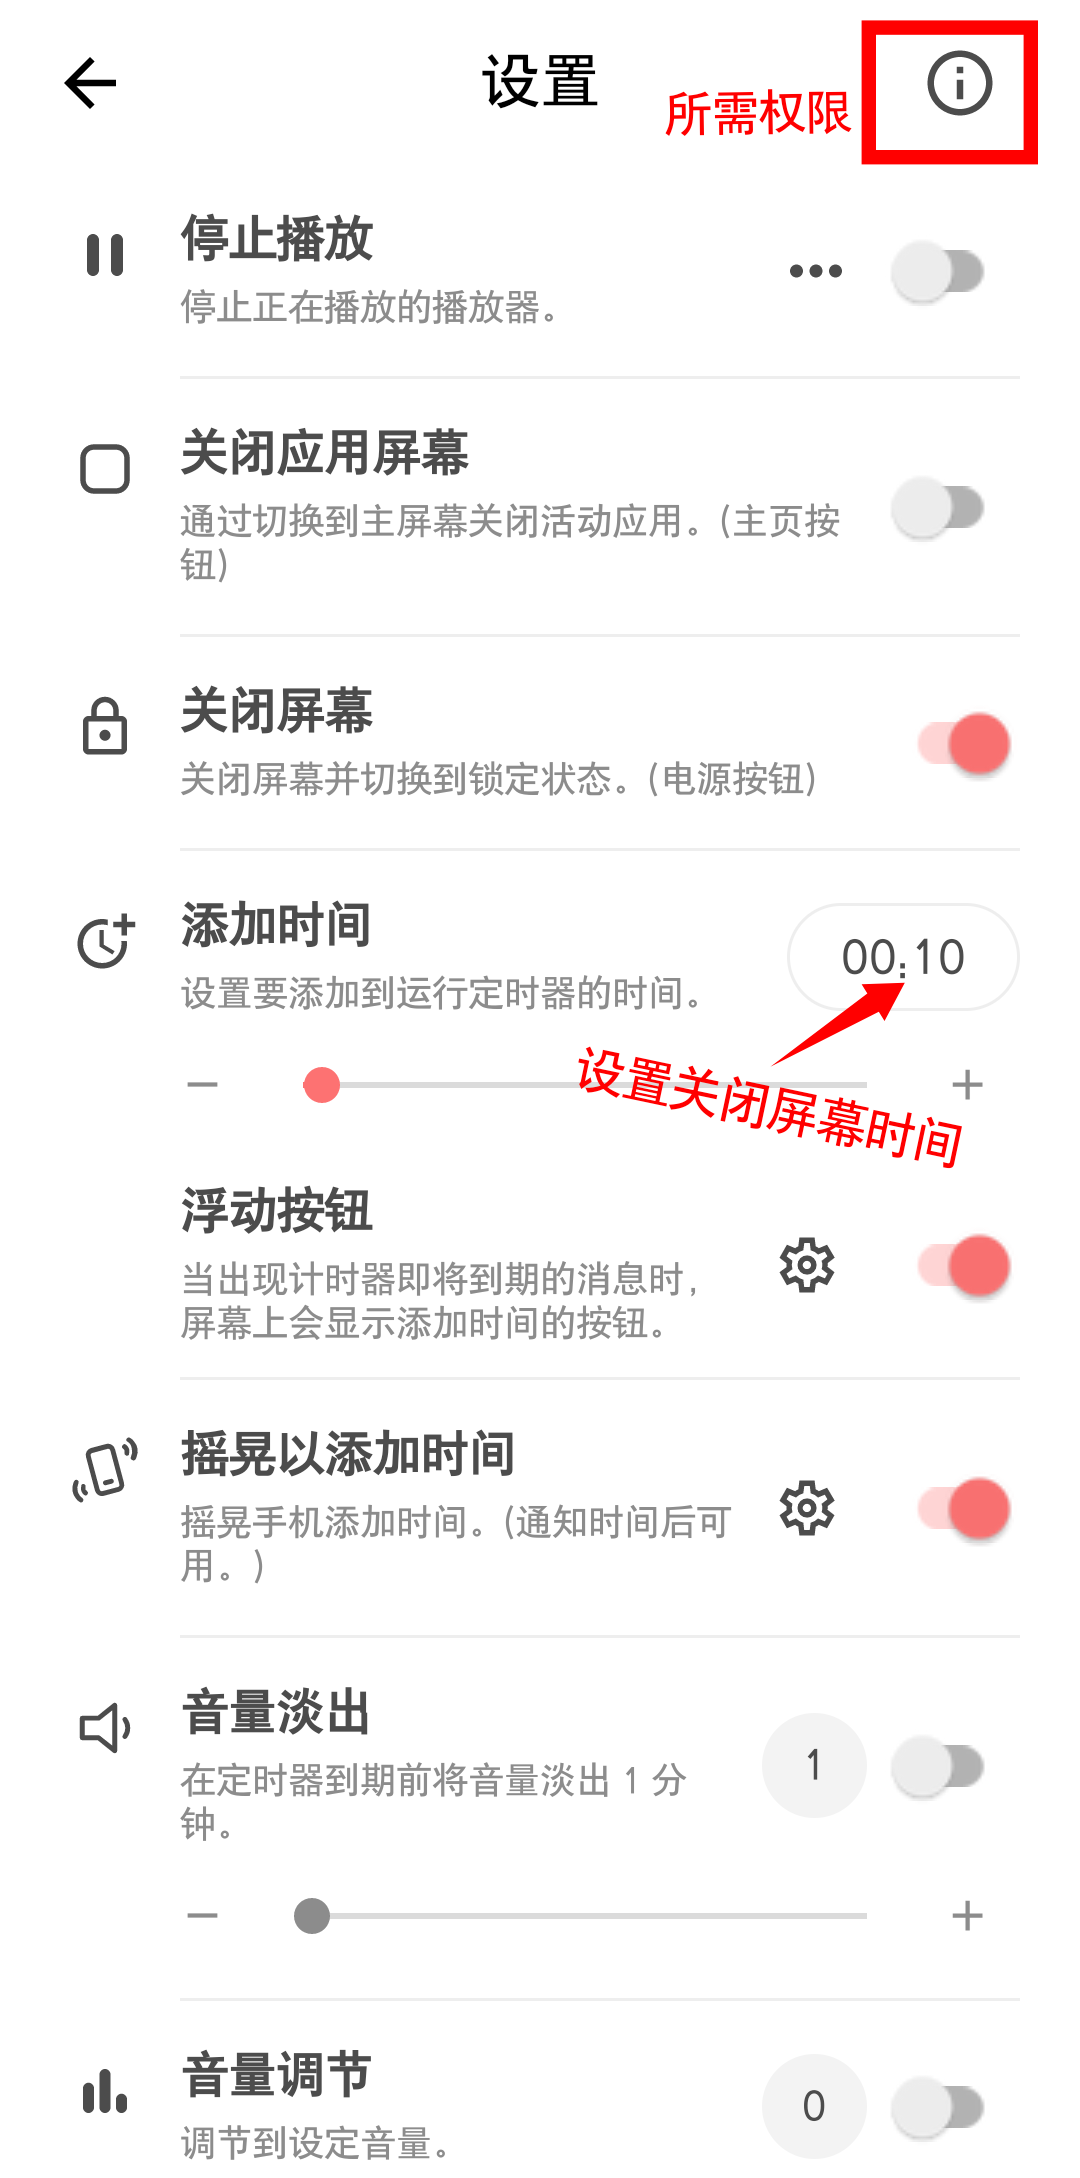 设置
所需权限
停止播放
停止正在播放的播放器。
关闭应用屏幕
通过切换到主屏幕关闭活动应用。(主页按
钮)
关闭屏幕
关闭屏幕并切换到锁定状态。(电源按钮)
添加时间
设置要添加到运行定时器的时间。
00:10
设置关闭屏幕时间
浮动按钮
当出现计时器即将到期的消息时,
屏幕上会显示添加时间的按钮。
摇晃以添加时间
摇晃手机添加时间。(通知时间后可
用。)
音量淡出
在定时器到期前将音量淡出 1 分
钟。
1
音量调节
调节到设定音量。
0